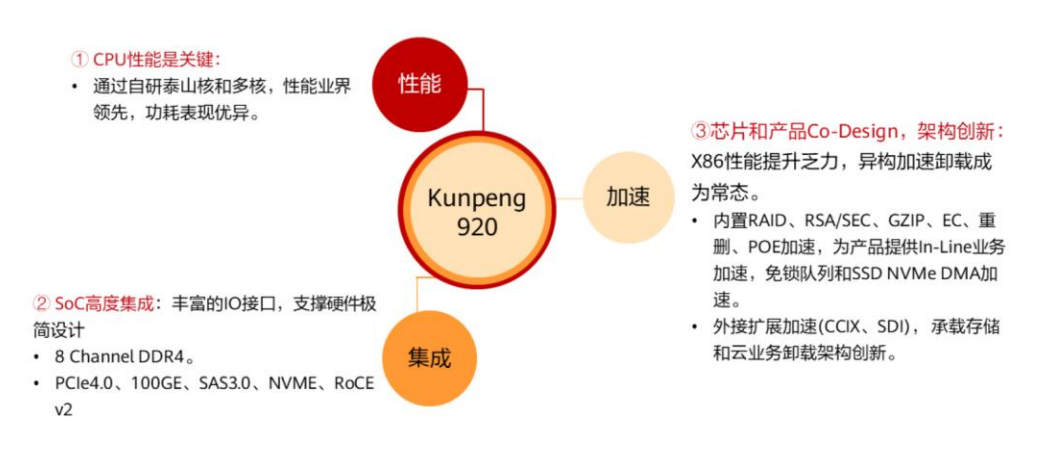 ① CPU性能是关键：
• 通过自研泰山核和多核，性能业界
领先，功耗表现优异。
性能
Kunpeng
920
加速
③芯片和产品Co-Design，架构创新：
X86性能提升乏力，异构加速卸载成
为常态。
• 内置RAID、RSA/SEC、GZIP、EC、重
删、POE加速，为产品提供In-Line业务
加速，免锁队列和SSD NVMe DMA加
速。
• 外接扩展加速(CCIX、SDI)，承载存储
和云业务卸载架构创新。
② SoC高度集成：丰富的IO接口，支撑硬件极
简设计
• 8 Channel DDR4。
• PCIe4.0、100GE、SAS3.0、NVME、RoCE
v2
集成